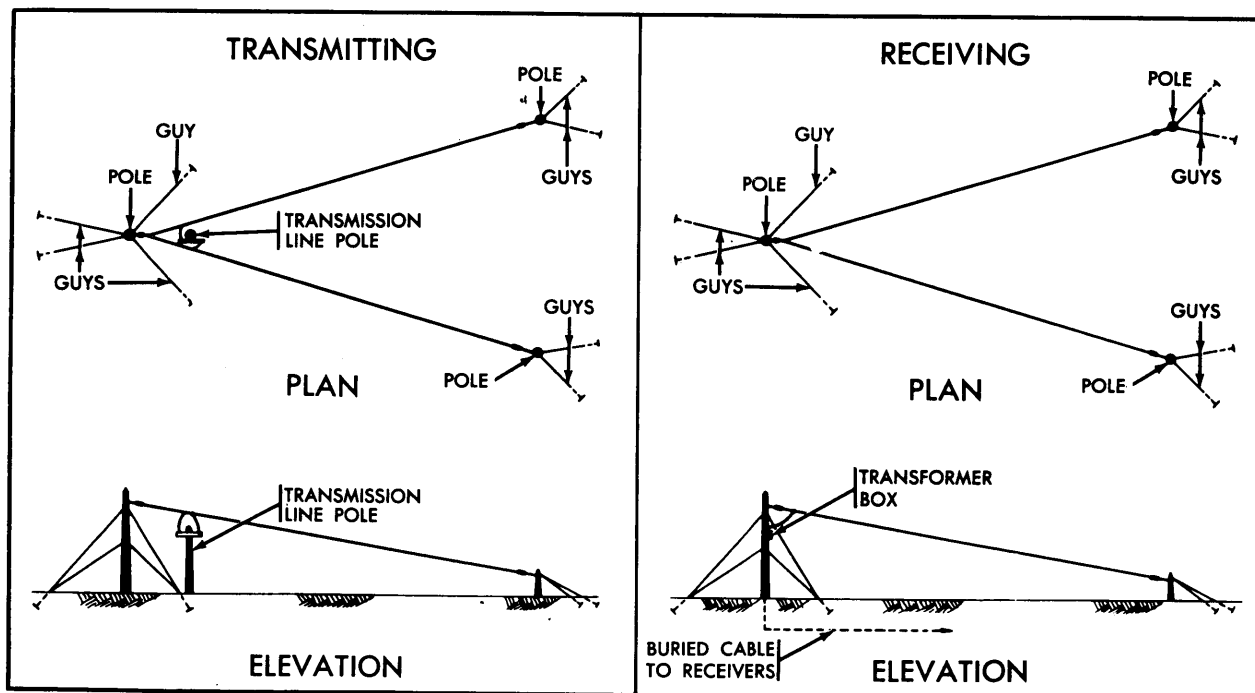 TRANSMITTING
POLE
GUY
POLE
GUYS
TRANSMISSION
LINE POLE
GUYS
GUYS
POLE
PLAN
TRANSMISSION
LINE POLE
ELEVATION
RECEIVING
POLE
GUY
POLE
GUYS
GUYS
GUYS
POLE
PLAN
TRANSFORMER
BOX
BURIED CABLE
TO RECEIVERS
ELEVATION